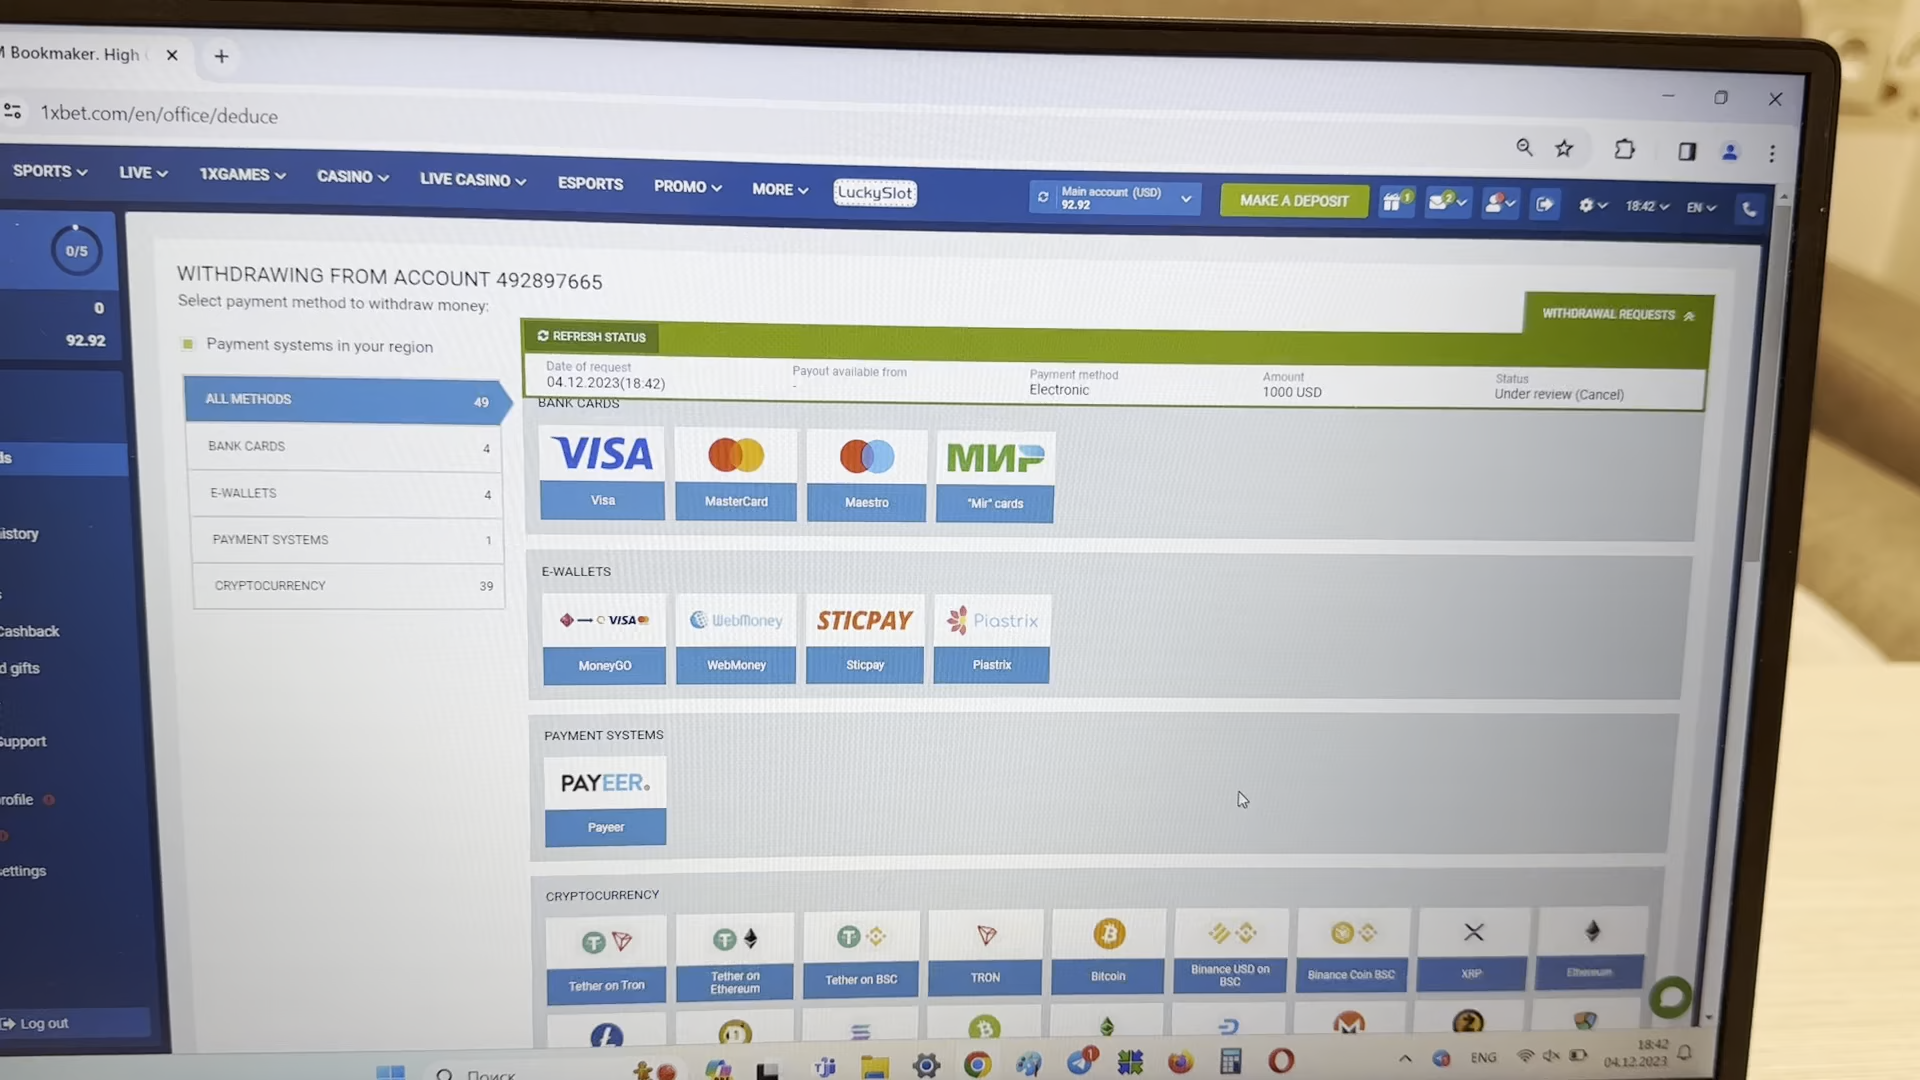 M Bookmaker. High
1xbet.com/en/office/deduce
SPORTS LIVE 1XGAMES CASINO LIVE CASINO ESPORTS PROMO MORE LuckySlot
Main account (USD)
92.92
MAKE A DEPOSIT
1
2
18:42
EN
0/5
0
92.92
ds
istory
s
Cashback
d gifts
Support
rofile
settings
Log out
WITHDRAWING FROM ACCOUNT 492897665
Select payment method to withdraw money:
Payment systems in your region
ALL METHODS 49
BANK CARDS 4
E-WALLETS 4
PAYMENT SYSTEMS 1
CRYPTOCURRENCY 39
WITHDRAWAL REQUESTS
REFRESH STATUS
Date of request Payout available from Payment method Amount Status
04.12.2023(18:42) - Electronic 1000 USD Under review (Cancel)
BANK CARDS
VISA МИР
Visa MasterCard Maestro "Mir" cards
E-WALLETS
VISA WebMoney STICPAY Piastrix
MoneyGO WebMoney Sticpay Piastrix
PAYMENT SYSTEMS
PAYEER.
Payeer
CRYPTOCURRENCY
Tether on Tron
Tether on
Ethereum
Tether on BSC
TRON
Bitcoin
Binance USD on
BSC
Binance Coin BSC
XRP
Ethereum
Поиск
1
ENG
18:42
04.12.2023